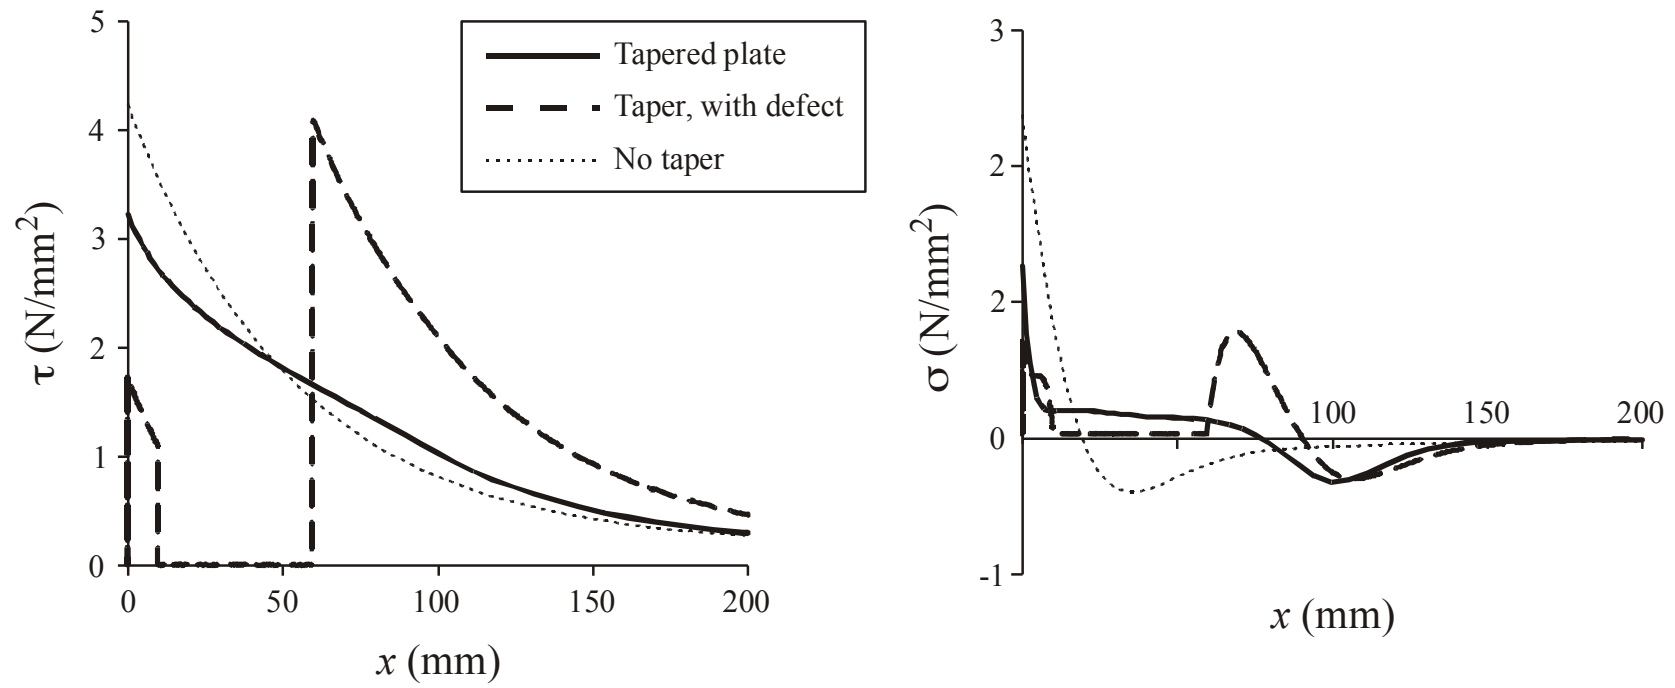 5
4
3
2
1
0
τ (N/mm²)
0 50 100 150 200
x (mm)
Tapered plate
Taper, with defect
No taper
3
2
2
0
-1
σ (N/mm²)
100 150 200
x (mm)